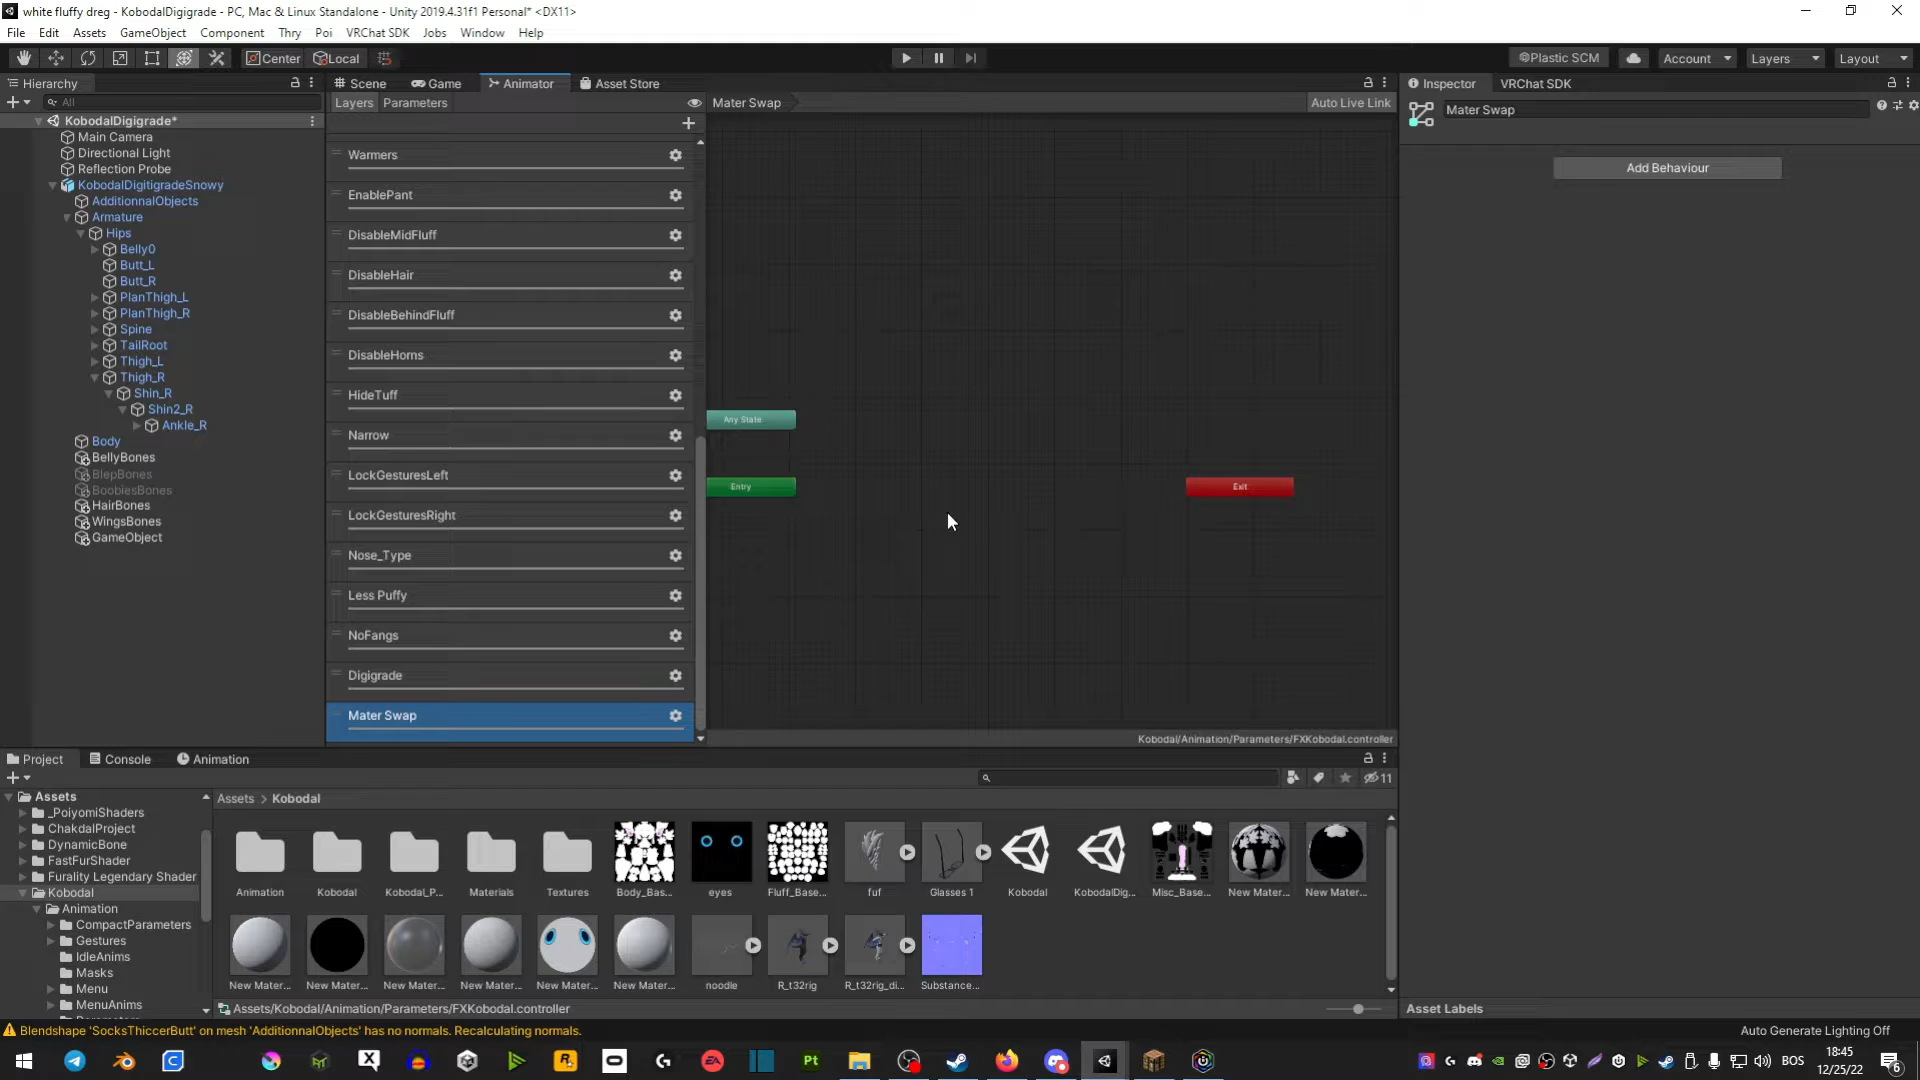 white fluffy dreg - KobodalDigigrade - PC, Mac & Linux Standalone - Unity 2019.4.31f1 Personal* <DX11>
File Edit Assets GameObject Component Thry Poi VRChat SDK Jobs Window Help
Center Local Plastic SCM Account Layers Layout
Hierarchy
All
KobodalDigigrade*
Main Camera
Directional Light
Reflection Probe
KobodalDigitigradeSnowy
AdditionnalObjects
Armature
Hips
Belly0
Butt_L
Butt_R
PlanThigh_L
PlanThigh_R
Spine
TailRoot
Thigh_L
Thigh_R
Shin_R
Shin2_R
Ankle_R
Body
BellyBones
BlepBones
BoobiesBones
HairBones
WingsBones
GameObject
Scene Game Animator Asset Store
Layers Parameters
Mater Swap
Auto Live Link
Warmers
EnablePant
DisableMidFluff
DisableHair
DisableBehindFluff
DisableHorns
HideTuff
Narrow
LockGesturesLeft
LockGesturesRight
Nose_Type
Less Puffy
NoFangs
Digigrade
Mater Swap
Any State
Entry
Exit
Kobodal/Animation/Parameters/FXKobodal.controller
Inspector VRChat SDK
Mater Swap
Add Behaviour
Asset Labels
Project Console Animation
11
Assets
_PoiyomiShaders
ChakdalProject
DynamicBone
FastFurShader
Furality Legendary Shader
Kobodal
Animation
CompactParameters
Gestures
IdleAnims
Masks
Menu
MenuAnims
Assets > Kobodal
Animation Kobodal Kobodal_P... Materials Textures Body_Bas... eyes Fluff_Base... fuf Glasses 1 Kobodal KobodalDig... Misc_Base... New Mater... New Mater...
New Mater... New Mater... New Mater... New Mater... New Mater... New Mater... noodle R_t32rig R_t32rig_di... Substance...
Assets/Kobodal/Animation/Parameters/FXKobodal.controller
Blendshape 'SocksThiccerButt' on mesh 'AdditionnalObjects' has no normals. Recalculating normals.
Auto Generate Lighting Off
EA
Pt
BOS
18:45
12/25/22
6